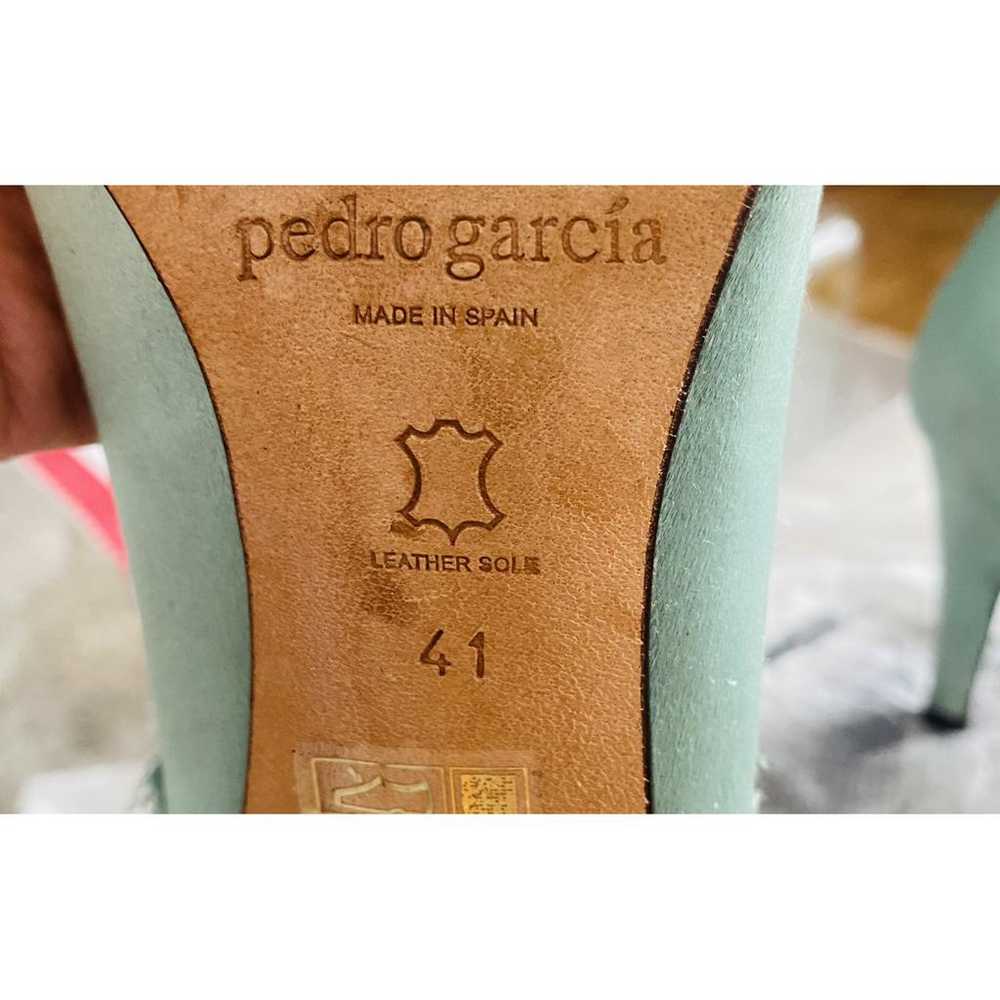 pedro garcía
MADE IN SPAIN
LEATHER SOLE
41